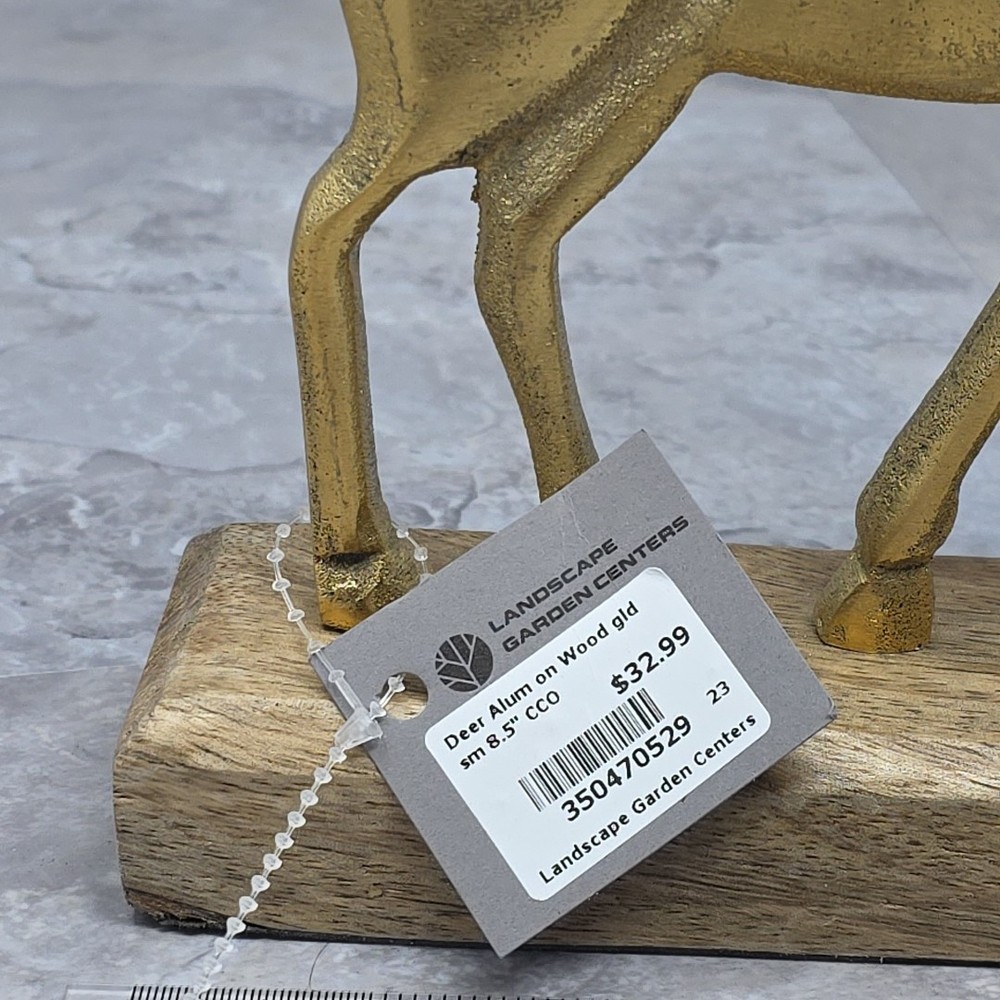 LANDSCAPE
GARDEN CENTERS
Deer Alum on Wood gld
sm 8.5" CCO
$32.99
23
350470529
Landscape Garden Centers